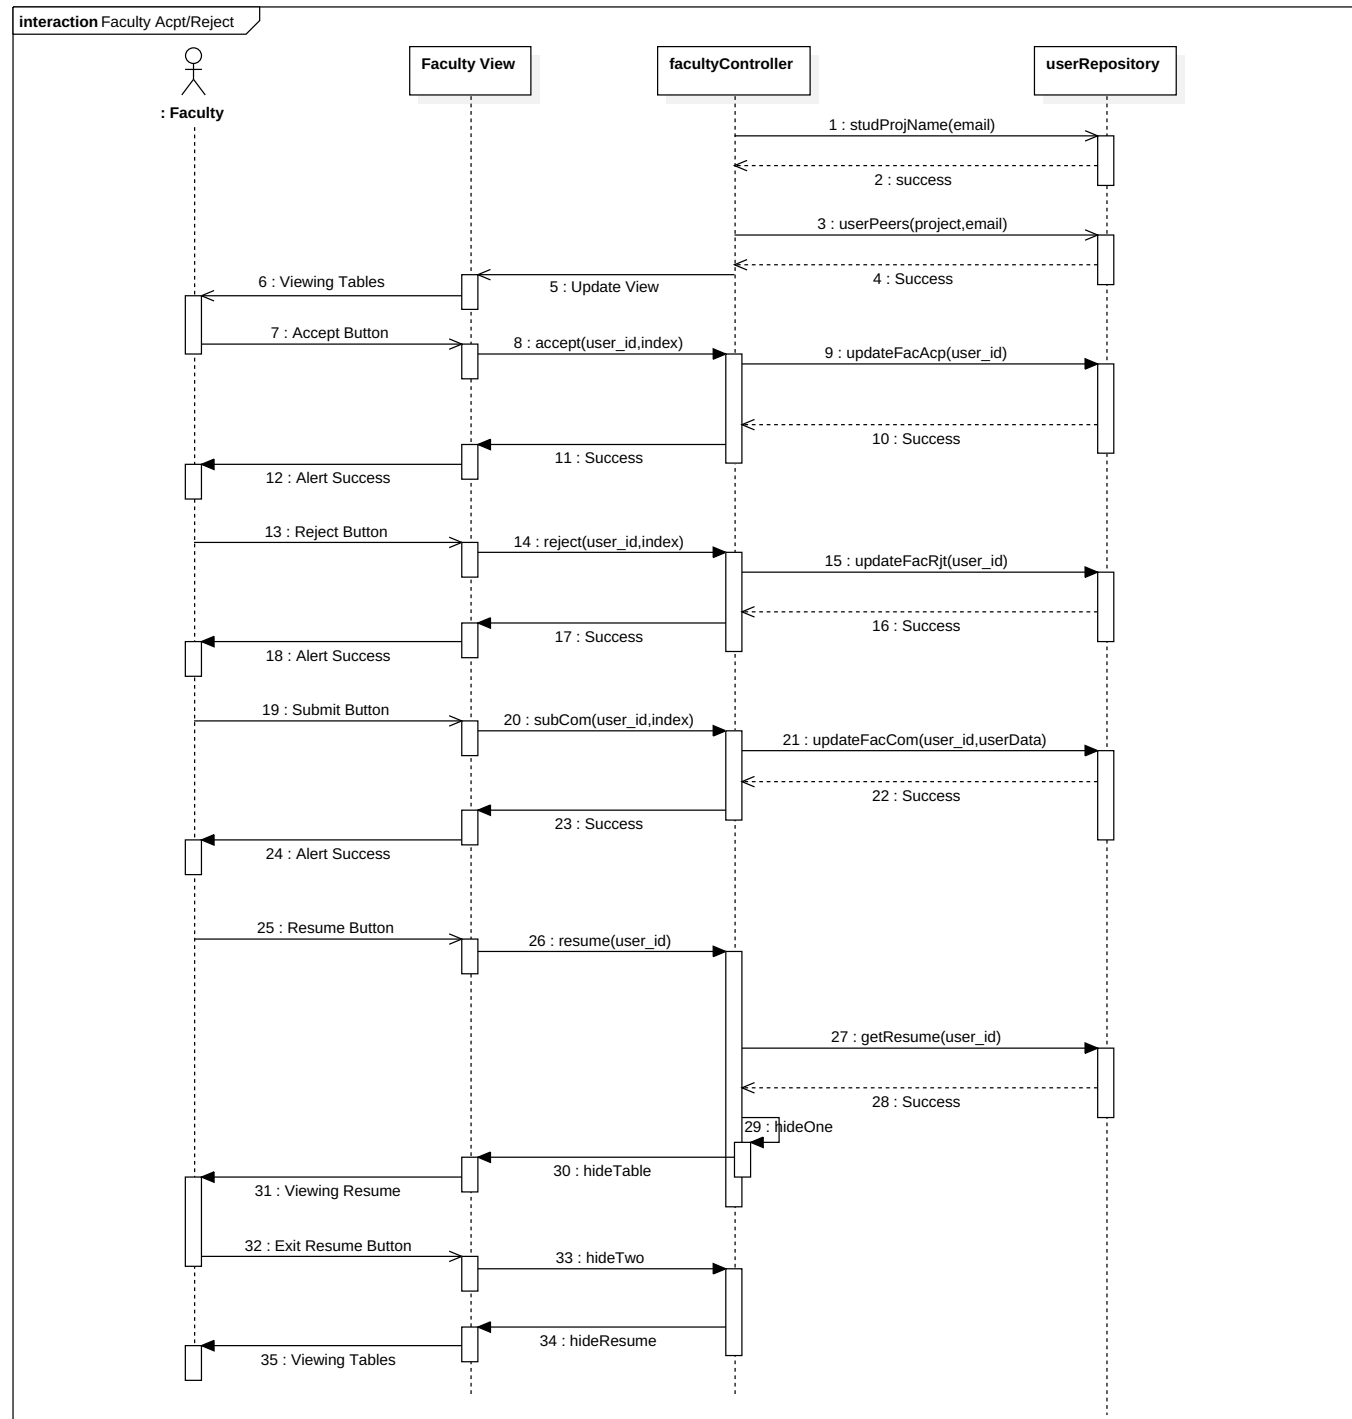 interaction Faculty Acpt/Reject
: Faculty
Faculty View
facultyController
userRepository
1 : studProjName(email)
2 : success
3 : userPeers(project,email)
4 : Success
5 : Update View
6 : Viewing Tables
7 : Accept Button
8 : accept(user_id,index)
9 : updateFacAcp(user_id)
10 : Success
11 : Success
12 : Alert Success
13 : Reject Button
14 : reject(user_id,index)
15 : updateFacRjt(user_id)
16 : Success
17 : Success
18 : Alert Success
19 : Submit Button
20 : subCom(user_id,index)
21 : updateFacCom(user_id,userData)
22 : Success
23 : Success
24 : Alert Success
25 : Resume Button
26 : resume(user_id)
27 : getResume(user_id)
28 : Success
29 : hideOne
30 : hideTable
31 : Viewing Resume
32 : Exit Resume Button
33 : hideTwo
34 : hideResume
35 : Viewing Tables